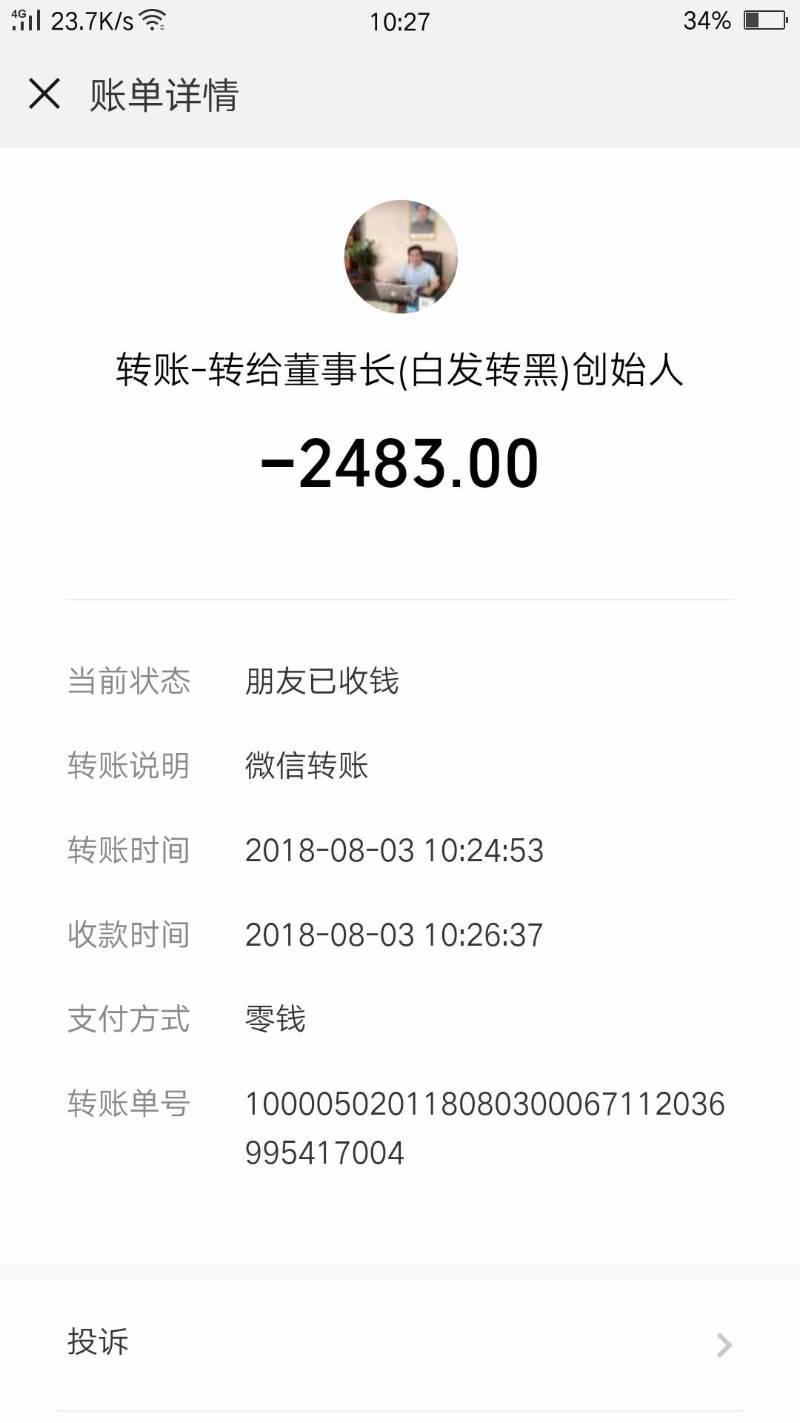 4G 23.7K/s 10:27 34%
账单详情
转账-转给董事长(白发转黑)创始人
-2483.00
当前状态 朋友已收钱
转账说明 微信转账
转账时间 2018-08-03 10:24:53
收款时间 2018-08-03 10:26:37
支付方式 零钱
转账单号 100005020118080300067112036
995417004
投诉